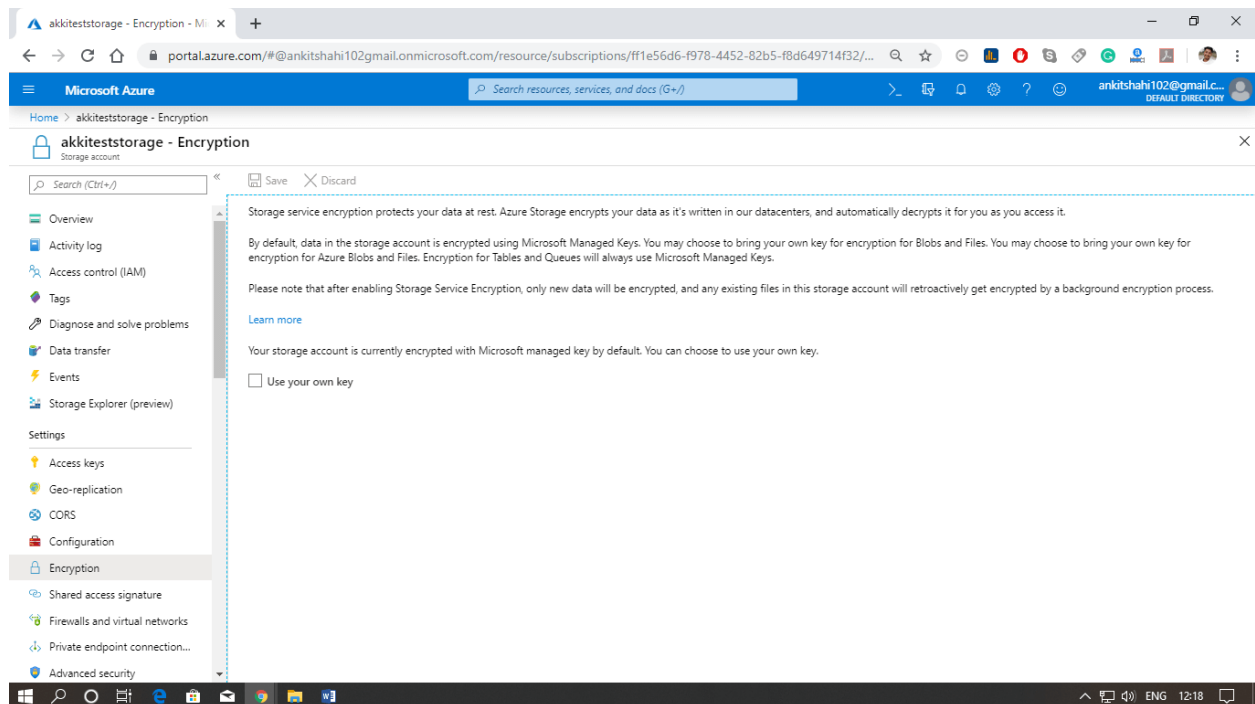 akkiteststorage - Encryption - Mi
portal.azure.com/#@ankitshahi102gmail.onmicrosoft.com/resource/subscriptions/ff1e56d6-f978-4452-82b5-f8d649714f32/...
Microsoft Azure
Search resources, services, and docs (G+/)
ankitshahi102@gmail.c...
DEFAULT DIRECTORY
Home > akkiteststorage - Encryption
akkiteststorage - Encryption
Storage account
Search (Ctrl+/)
Overview
Activity log
Access control (IAM)
Tags
Diagnose and solve problems
Data transfer
Events
Storage Explorer (preview)
Settings
Access keys
Geo-replication
CORS
Configuration
Encryption
Shared access signature
Firewalls and virtual networks
Private endpoint connection...
Advanced security
Save Discard
Storage service encryption protects your data at rest. Azure Storage encrypts your data as it's written in our datacenters, and automatically decrypts it for you as you access it.
By default, data in the storage account is encrypted using Microsoft Managed Keys. You may choose to bring your own key for encryption for Blobs and Files. You may choose to bring your own key for
encryption for Azure Blobs and Files. Encryption for Tables and Queues will always use Microsoft Managed Keys.
Please note that after enabling Storage Service Encryption, only new data will be encrypted, and any existing files in this storage account will retroactively get encrypted by a background encryption process.
Learn more
Your storage account is currently encrypted with Microsoft managed key by default. You can choose to use your own key.
Use your own key
ENG 12:18